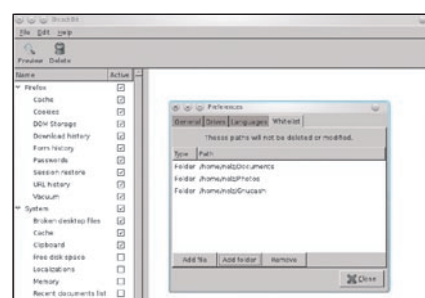 BleachBit
File Edit Help
Preview Delete
Name Active
Firefox
Cache
Cookies
DOM Storage
Download history
Form history
Passwords
Session restore
URL history
Vacuum
System
Broken desktop files
Cache
Clipboard
Free disk space
Localizations
Memory
Recent documents list
Preferences
General Drives Languages Whitelist
These paths will not be deleted or modified.
Type Path
Folder /home/nelz/Documents
Folder /home/nelz/Photos
Folder /home/nelz/Gnucash
Add file Add folder Remove
Close